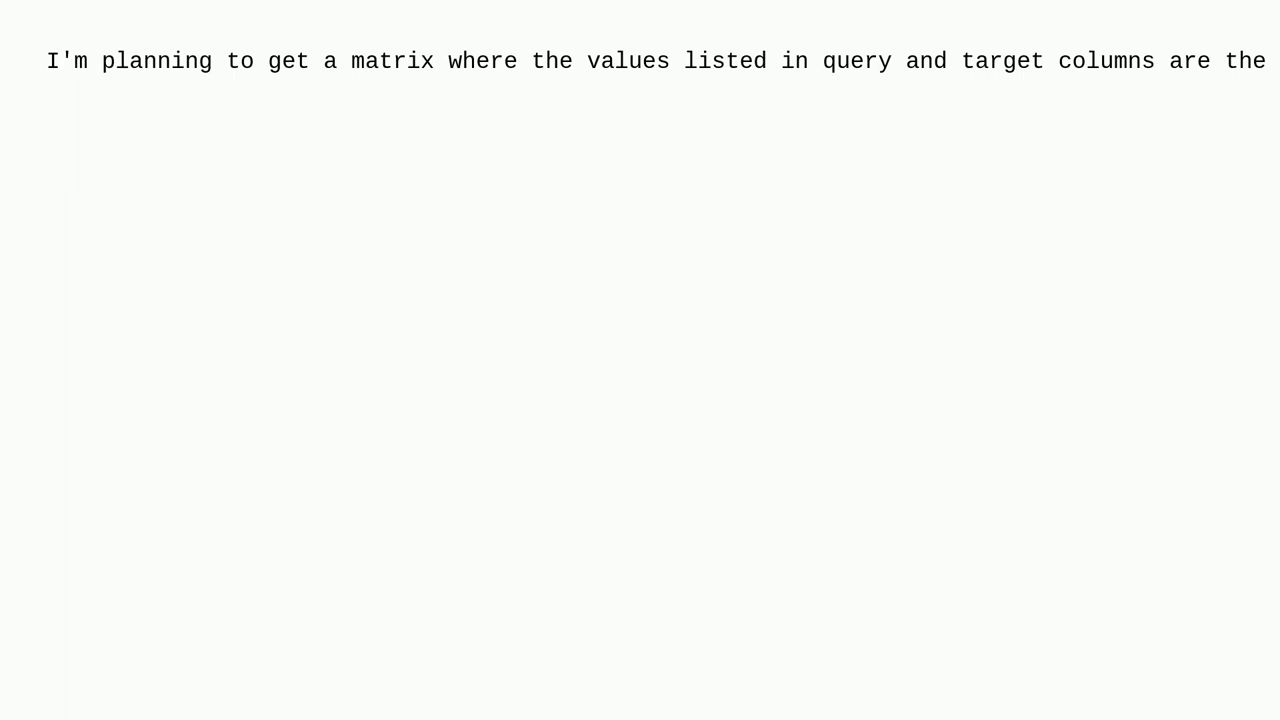 I'm planning to get a matrix where the values listed in query and target columns are the